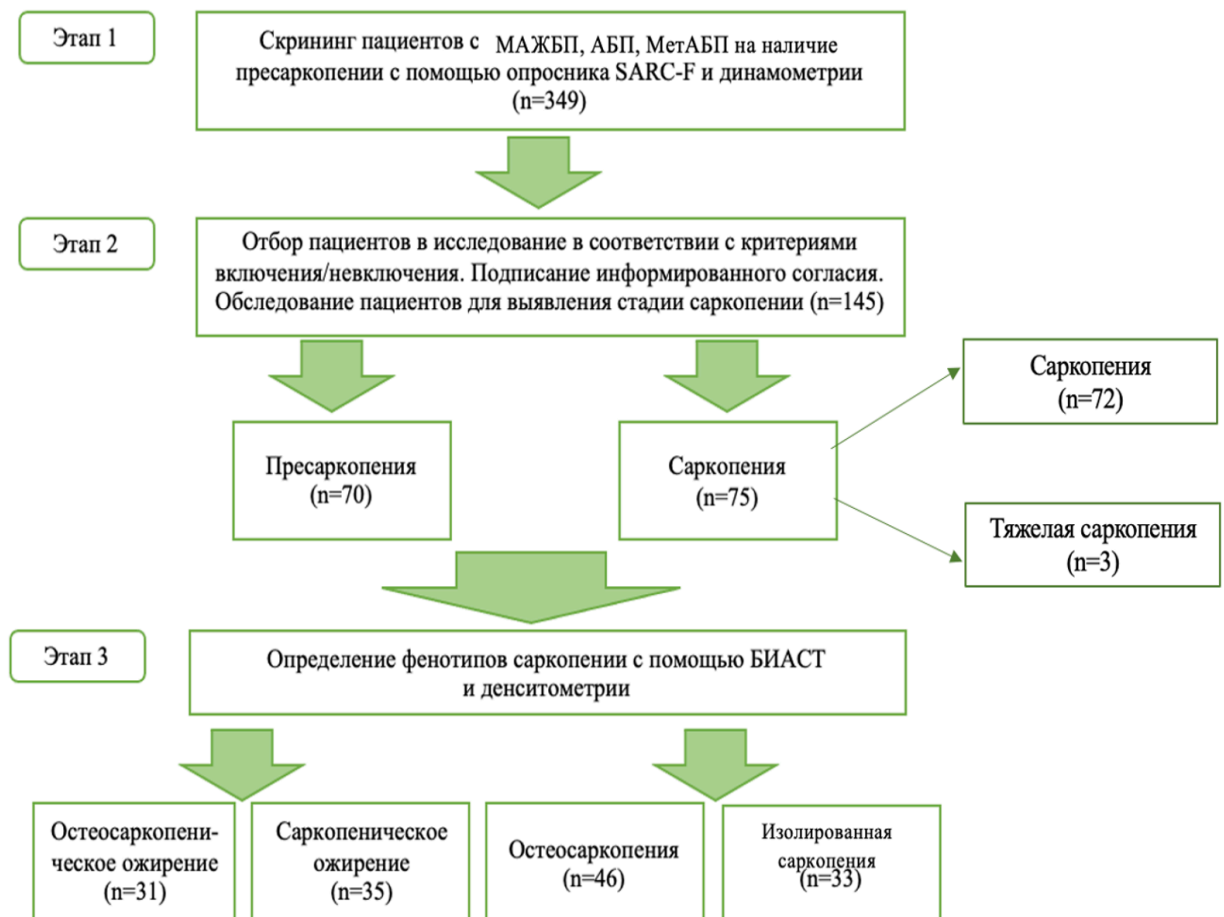 Этап 1
Скрининг пациентов с МАЖБП, АБП, МетАБП на наличие
пресаркопении с помощью опросника SARC-F и динамометрии
(n=349)
Этап 2
Отбор пациентов в исследование в соответствии с критериями
включения/невключения. Подписание информированного согласия.
Обследование пациентов для выявления стадии саркопении (n=145)
Пресаркопения
(n=70)
Саркопения
(n=75)
Саркопения
(n=72)
Тяжелая саркопения
(n=3)
Этап 3
Определение фенотипов саркопении с помощью БИАСТ
и денситометрии
Остеосаркопени-
ческое ожирение
(n=31)
Саркопеническое
ожирение
(n=35)
Остеосаркопения
(n=46)
Изолированная
саркопения
(n=33)